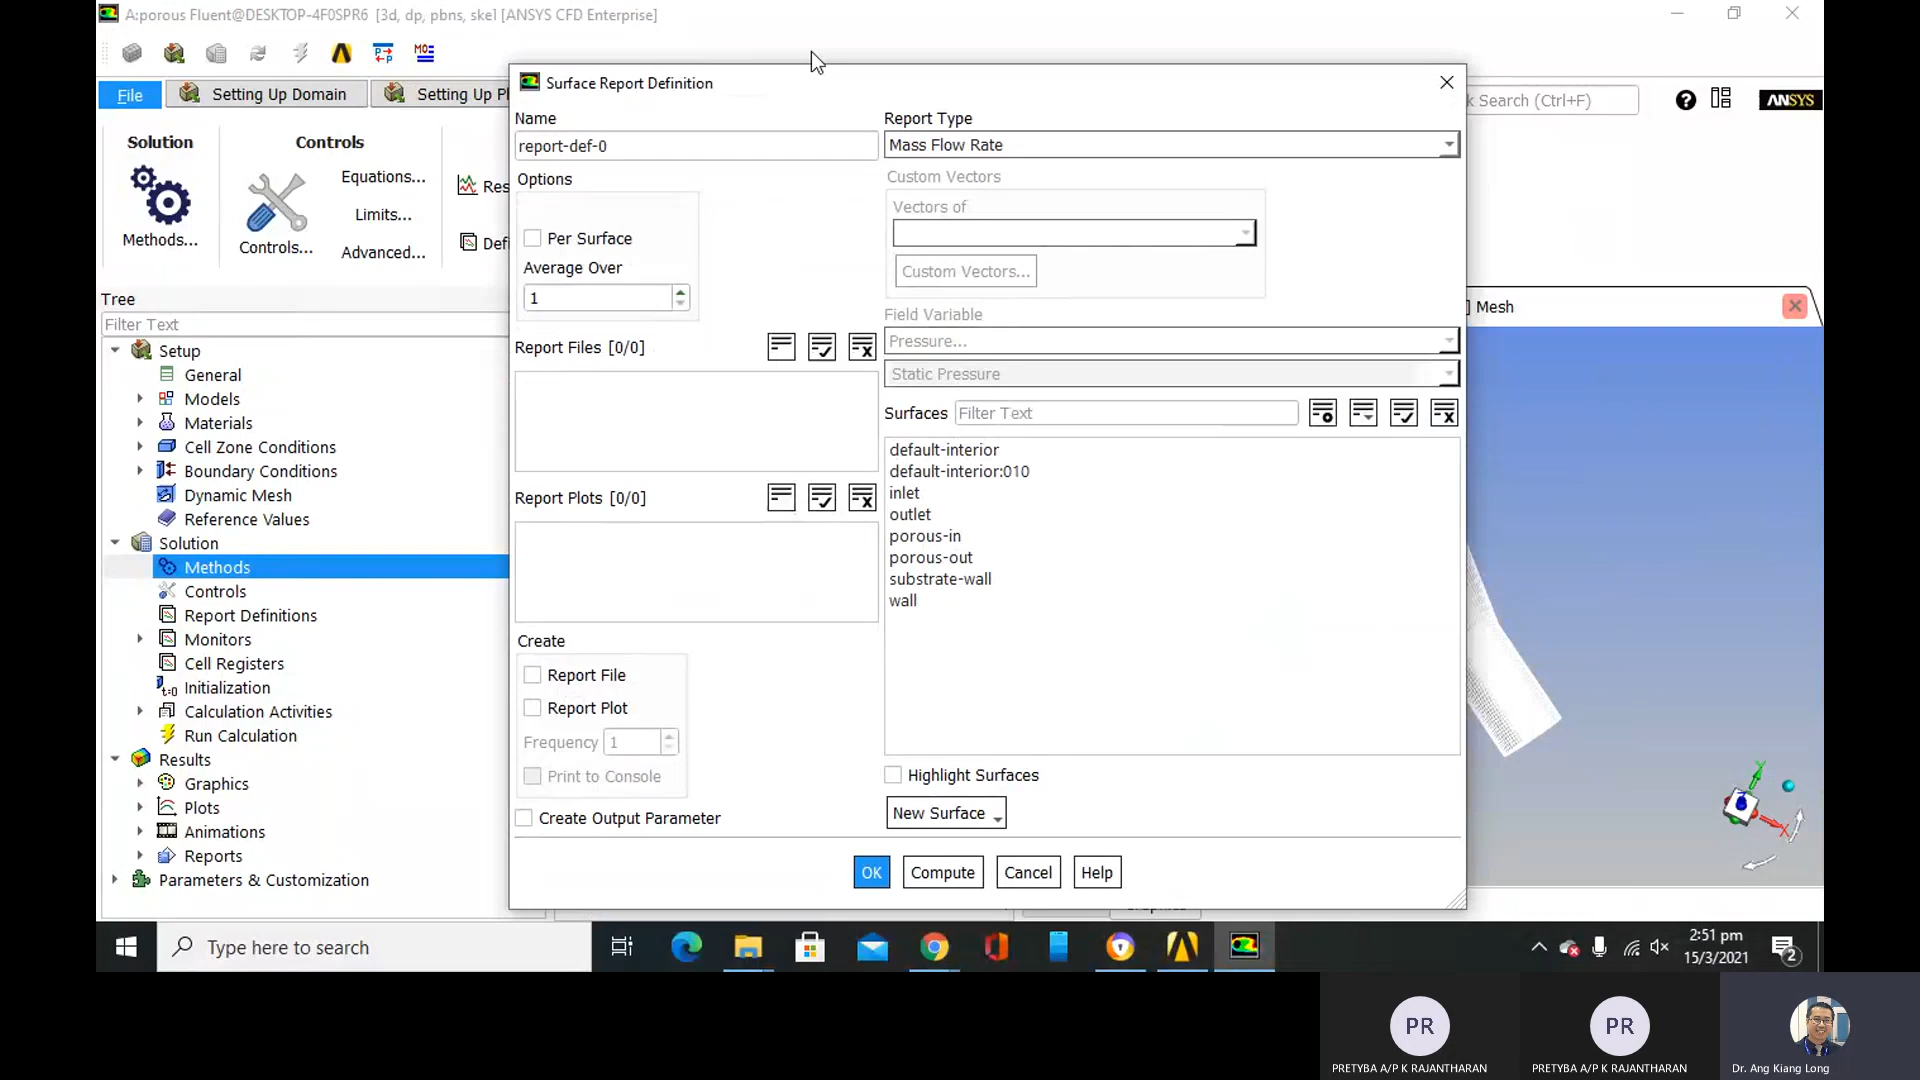 A:porous Fluent@DESKTOP-4F0SPR6 [3d, dp, pbns, ske] [ANSYS CFD Enterprise]
File
Setting Up Domain
Setting Up
k Search (Ctrl+F)
ANSYS
Solution
Methods...
Controls
Controls...
Equations...
Limits...
Advanced...
Surface Report Definition
Name
report-def-0
Options
Per Surface
Average Over
1
Report Files [0/0]
Report Plots [0/0]
Create
Report File
Report Plot
Frequency 1
Print to Console
Create Output Parameter
Report Type
Mass Flow Rate
Custom Vectors
Vectors of
Custom Vectors...
Field Variable
Pressure...
Static Pressure
Surfaces Filter Text
default-interior
default-interior:010
inlet
outlet
porous-in
porous-out
substrate-wall
wall
Highlight Surfaces
New Surface
OK Compute Cancel Help
Tree
Filter Text
Setup
General
Models
Materials
Cell Zone Conditions
Boundary Conditions
Dynamic Mesh
Reference Values
Solution
Methods
Controls
Report Definitions
Monitors
Cell Registers
t=0 Initialization
Calculation Activities
Run Calculation
Results
Graphics
Plots
Animations
Reports
Parameters & Customization
Mesh
X
Type here to search
2:51 pm
15/3/2021
2
PR
PR
PRETYBA A/P K RAJANTHARAN
PRETYBA A/P K RAJANTHARAN
Dr. Ang Kiang Long